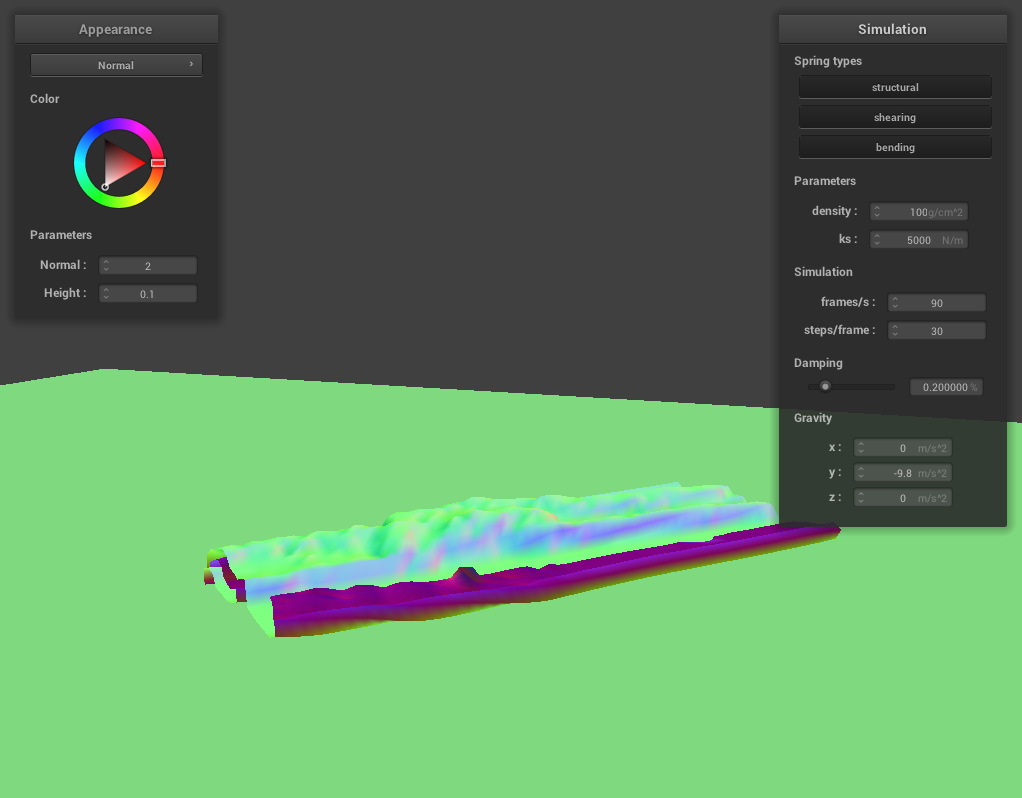 Appearance
Normal
Color
Parameters
Normal : 2
Height : 0.1
Simulation
Spring types
structural
shearing
bending
Parameters
density : 100g/cm^2
ks : 5000 N/m
Simulation
frames/s : 90
steps/frame : 30
Damping
0.200000 %
Gravity
x : 0 m/s^2
y : -9.8 m/s^2
z : 0 m/s^2